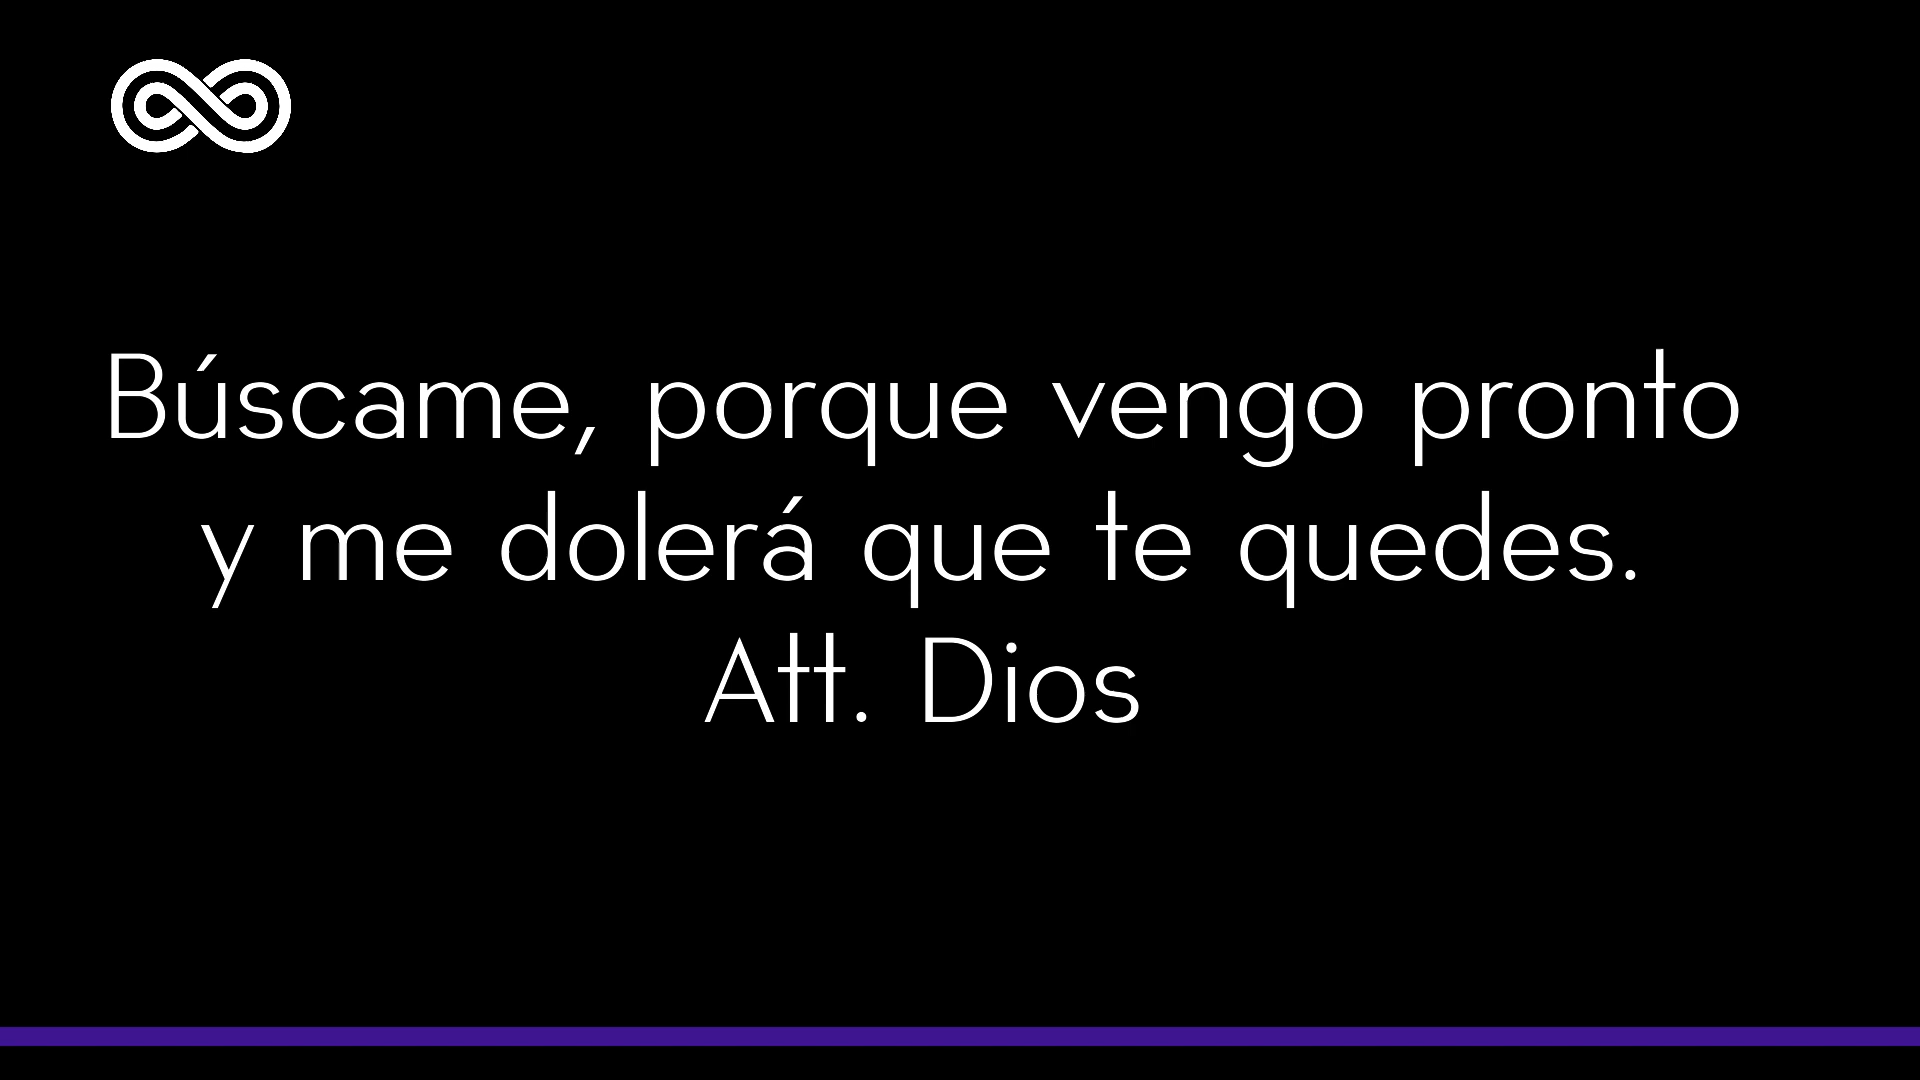 Búscame, porque vengo pronto
y me dolerá que te quedes.
Att. Dios